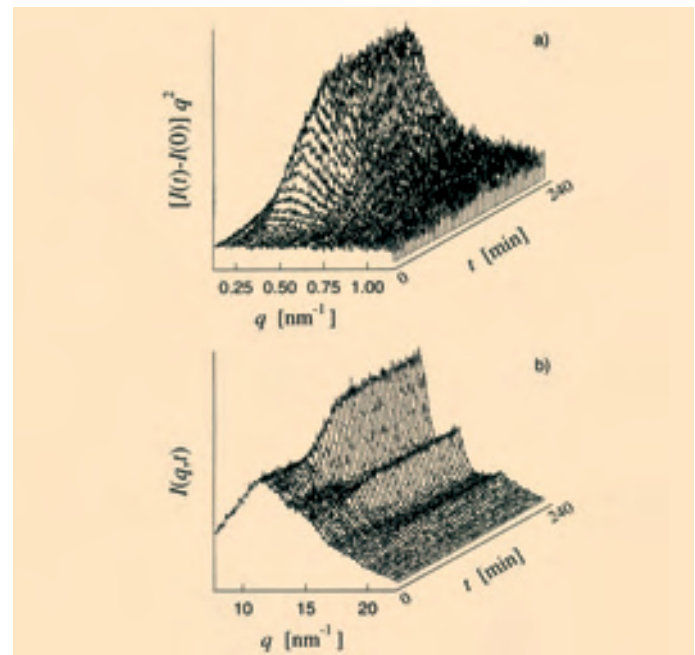 a)
[I(t)-I(0)] q²
0.25 0.50 0.75 1.00
q [nm⁻¹]
0
t [min]
240
b)
I(q,t)
10 15 20
q [nm⁻¹]
0
t [min]
240